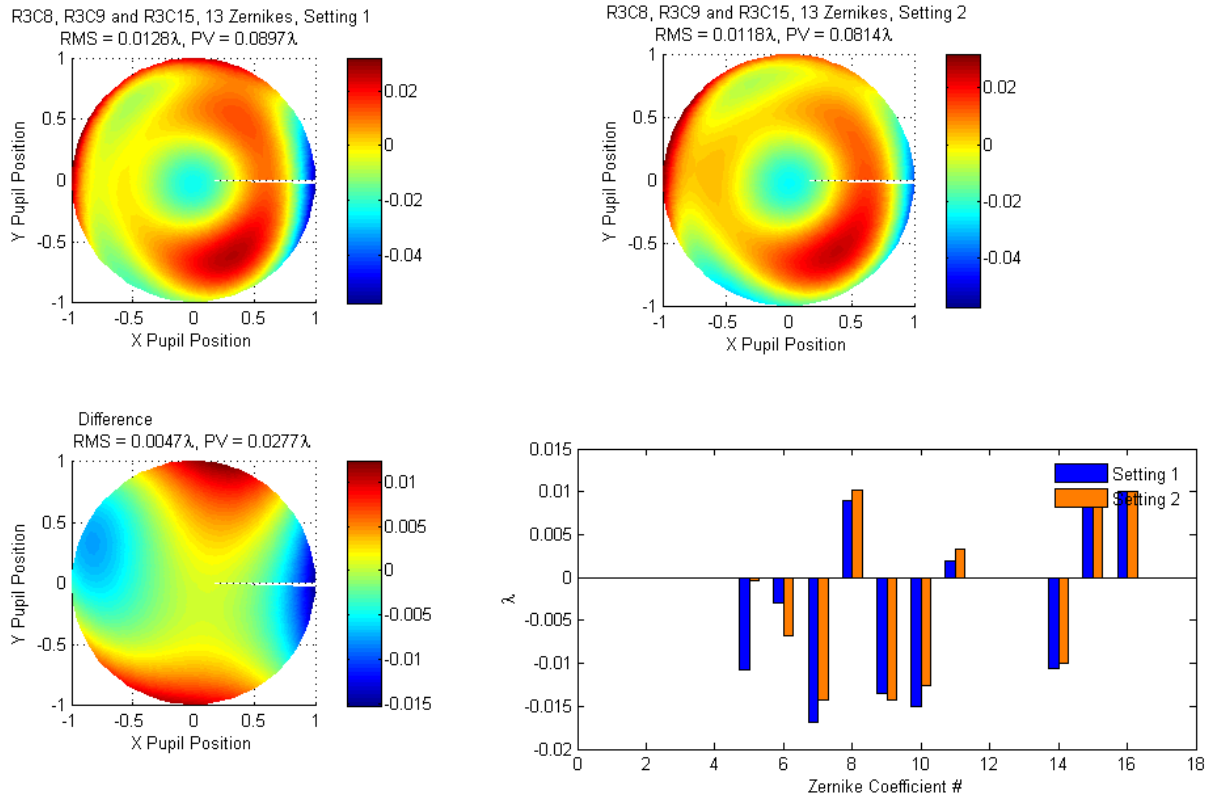 R3C8, R3C9 and R3C15, 13 Zernikes, Setting 1
RMS = 0.0128λ, PV = 0.0897λ
1
0.5
0
-0.5
-1
-1 -0.5 0 0.5 1
Y Pupil Position
X Pupil Position
0.02
0
-0.02
-0.04
R3C8, R3C9 and R3C15, 13 Zernikes, Setting 2
RMS = 0.0118λ, PV = 0.0814λ
1
0.5
0
-0.5
-1
-1 -0.5 0 0.5 1
Y Pupil Position
X Pupil Position
0.02
0
-0.02
-0.04
Difference
RMS = 0.0047λ, PV = 0.0277λ
1
0.5
0
-0.5
-1
-1 -0.5 0 0.5 1
Y Pupil Position
X Pupil Position
0.01
0.005
0
-0.005
-0.01
-0.015
0.015
0.01
0.005
0
-0.005
-0.01
-0.015
-0.02
λ
0 2 4 6 8 10 12 14 16 18
Zernike Coefficient #
Setting 1
Setting 2